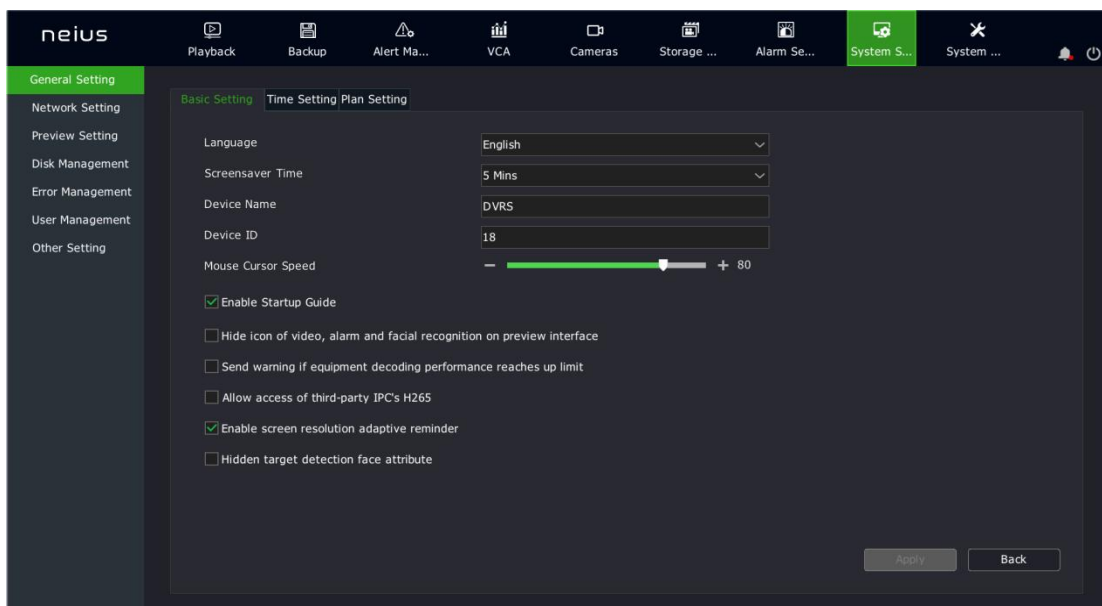 neius
Playback
Backup
Alert Ma...
VCA
Cameras
Storage ...
Alarm Se...
System S...
System ...
General Setting
Network Setting
Preview Setting
Disk Management
Error Management
User Management
Other Setting
Basic Setting
Time Setting
Plan Setting
Language
English
Screensaver Time
5 Mins
Device Name
DVRS
Device ID
18
Mouse Cursor Speed
80
Enable Startup Guide
Hide icon of video, alarm and facial recognition on preview interface
Send warning if equipment decoding performance reaches up limit
Allow access of third-party IPC's H265
Enable screen resolution adaptive reminder
Hidden target detection face attribute
Apply
Back